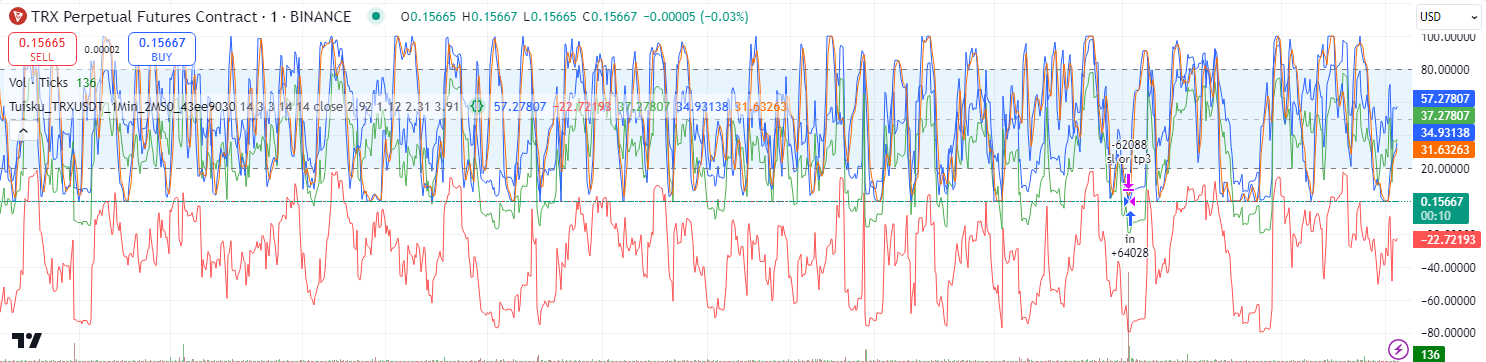 TRX Perpetual Futures Contract · 1 · BINANCE O0.15665 H0.15667 L0.15665 C0.15667 −0.00005 (−0.03%)
USD
0.15665
SELL
0.00002
0.15667
BUY
Vol · Ticks 136
Tuisku_TRXUSDT_1Min_2MS0_43ee9030 14 3 3 14 14 close 2.92 1.12 2.31 3.91 57.27807 −22.72193 37.27807 34.93138 31.63263
100.00000
80.00000
57.27807
37.27807
34.93138
31.63263
20.00000
0.15667
00:10
−22.72193
−40.00000
−60.00000
−80.00000
136
-62088
sl or tp3
in
+64028